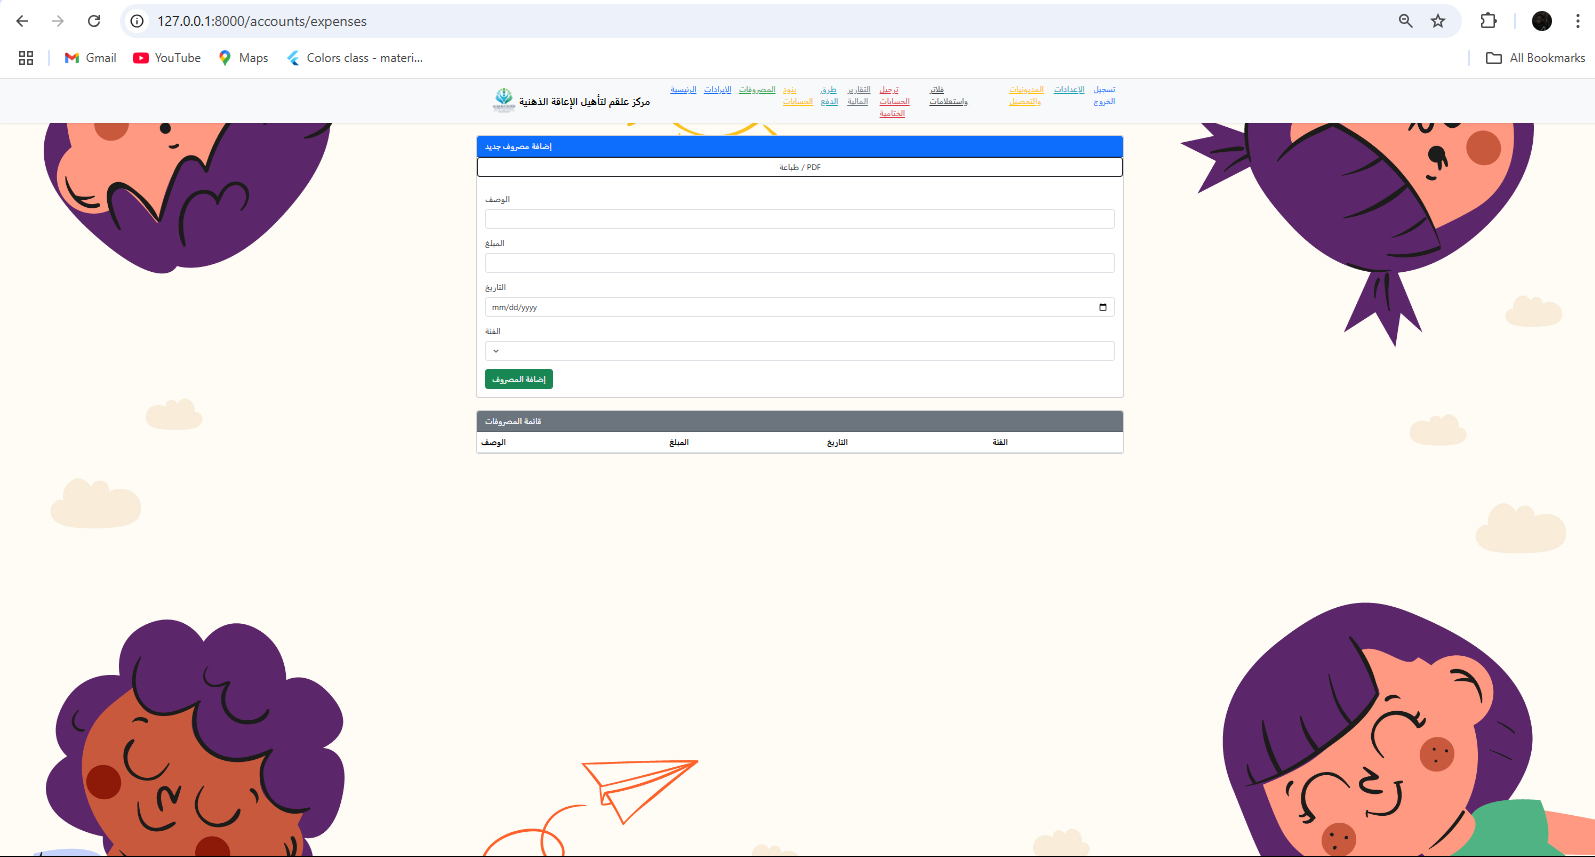 127.0.0.1:8000/accounts/expenses
Gmail
YouTube
Maps
Colors class - materi...
All Bookmarks
مركز علقم لتأهيل الإعاقة الذهنية
الرئيسية
الإيرادات
المصروفات
بنود
الحسابات
طرق
الدفع
التقارير
المالية
ترحيل
الحسابات
الختامية
فلاتر
واستعلامات
المديونيات
والتحصيل
الإعدادات
تسجيل
الخروج
إضافة مصروف جديد
طباعة / PDF
الوصف
المبلغ
التاريخ
mm/dd/yyyy
الفئة
إضافة المصروف
قائمة المصروفات
الوصف المبلغ التاريخ الفئة